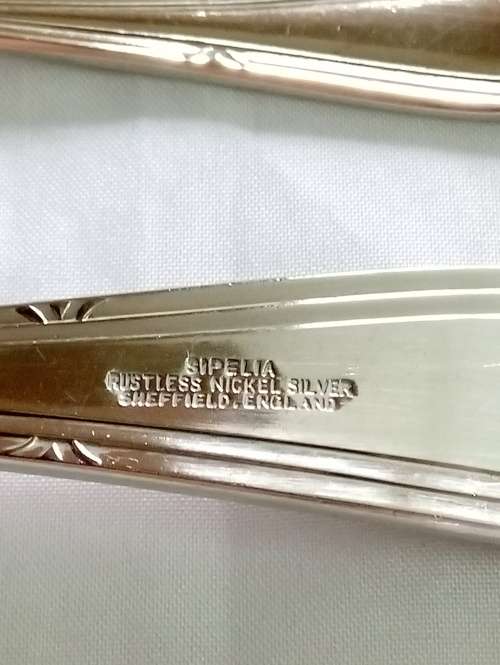 SIPELIA
RUSTLESS NICKEL SILVER
SHEFFIELD.ENGLAND